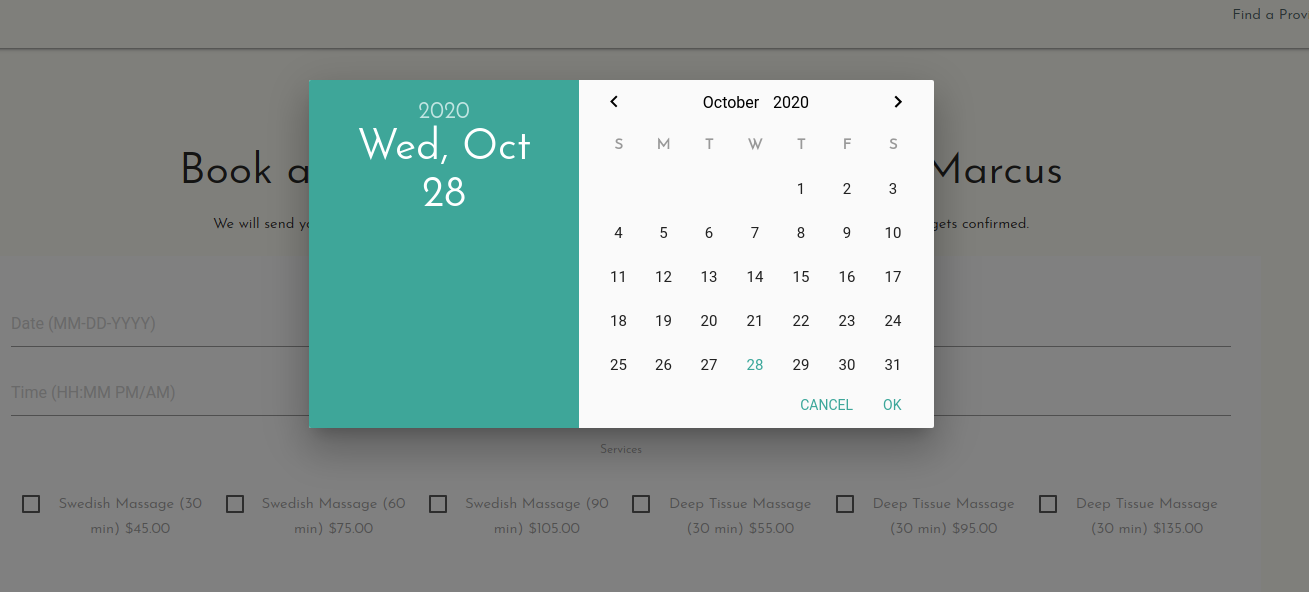 Find a Prov
2020
Wed, Oct
28
October 2020
S M T W T F S
1 2 3
4 5 6 7 8 9 10
11 12 13 14 15 16 17
18 19 20 21 22 23 24
25 26 27 28 29 30 31
CANCEL OK
Book a
Marcus
We will send yo
gets confirmed.
Date (MM-DD-YYYY)
Time (HH:MM PM/AM)
Services
Swedish Massage (30
min) $45.00
Swedish Massage (60
min) $75.00
Swedish Massage (90
min) $105.00
Deep Tissue Massage
(30 min) $55.00
Deep Tissue Massage
(30 min) $95.00
Deep Tissue Massage
(30 min) $135.00